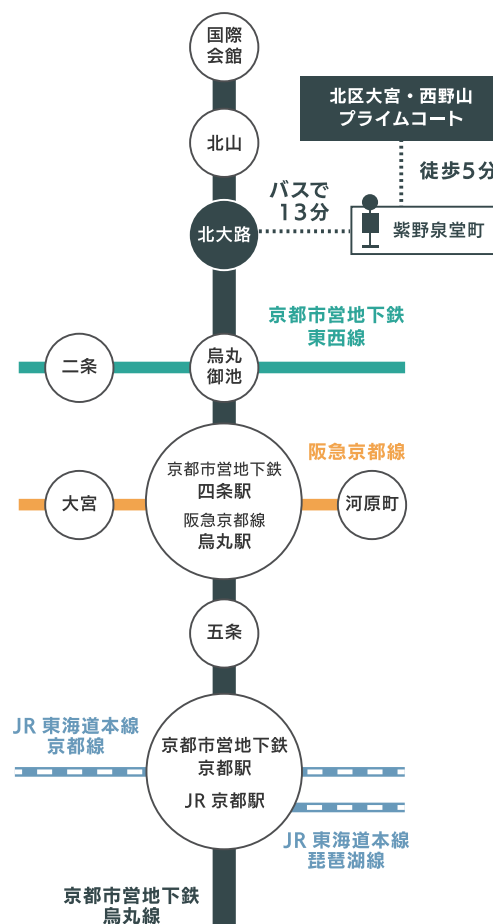 国際
会館
北山
北区大宮・西野山
プライムコート
徒歩5分
バスで
13分
北大路
紫野泉堂町
京都市営地下鉄
東西線
二条
烏丸
御池
阪急京都線
京都市営地下鉄
四条駅
阪急京都線
烏丸駅
大宮
河原町
五条
JR 東海道本線
京都線
京都市営地下鉄
京都駅
JR 京都駅
JR 東海道本線
琵琶湖線
京都市営地下鉄
烏丸線